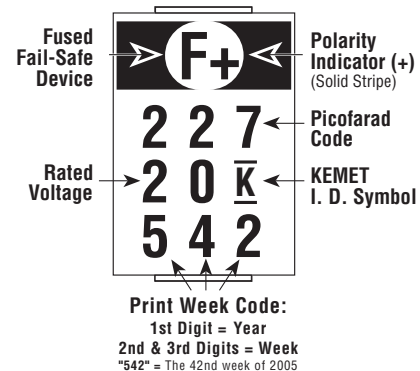 Fused
Fail-Safe
Device
F+
Polarity
Indicator (+)
(Solid Stripe)
2 2 7
Picofarad
Code
Rated
Voltage
2 0 K
KEMET
I. D. Symbol
5 4 2
Print Week Code:
1st Digit = Year
2nd & 3rd Digits = Week
"542" = The 42nd week of 2005